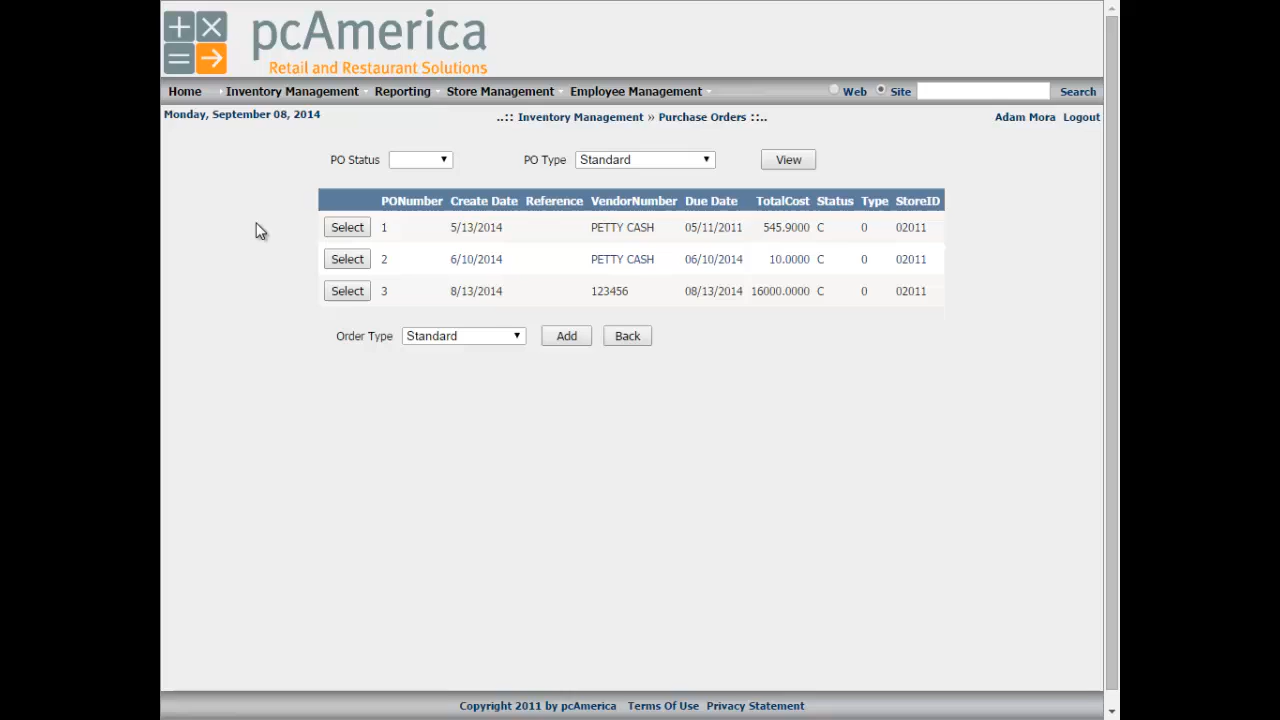 pcAmerica
Retail and Restaurant Solutions
Home Inventory Management Reporting Store Management Employee Management Web Site Search
Monday, September 08, 2014 ..:: Inventory Management » Purchase Orders ::.. Adam Mora Logout
PO Status PO Type Standard View
PONumber Create Date Reference VendorNumber Due Date TotalCost Status Type StoreID
Select 1 5/13/2014 PETTY CASH 05/11/2011 545.9000 C 0 02011
Select 2 6/10/2014 PETTY CASH 06/10/2014 10.0000 C 0 02011
Select 3 8/13/2014 123456 08/13/2014 16000.0000 C 0 02011
Order Type Standard Add Back
Copyright 2011 by pcAmerica Terms Of Use Privacy Statement